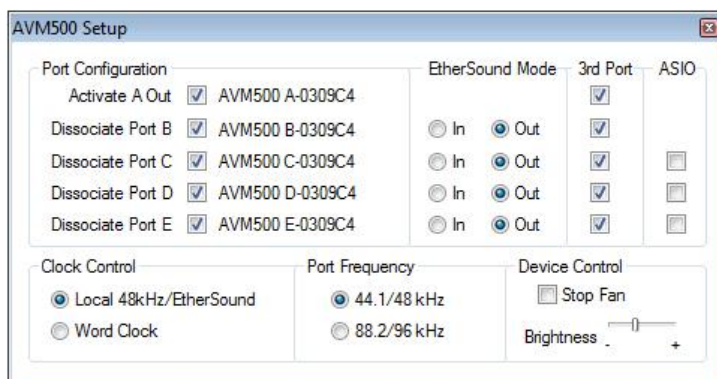 AVM500 Setup
Port Configuration EtherSound Mode 3rd Port ASIO
Activate A Out AVM500 A-0309C4
Dissociate Port B AVM500 B-0309C4 In Out
Dissociate Port C AVM500 C-0309C4 In Out
Dissociate Port D AVM500 D-0309C4 In Out
Dissociate Port E AVM500 E-0309C4 In Out
Clock Control Port Frequency Device Control
Local 48kHz/EtherSound 44.1/48 kHz Stop Fan
Word Clock 88.2/96 kHz Brightness - +